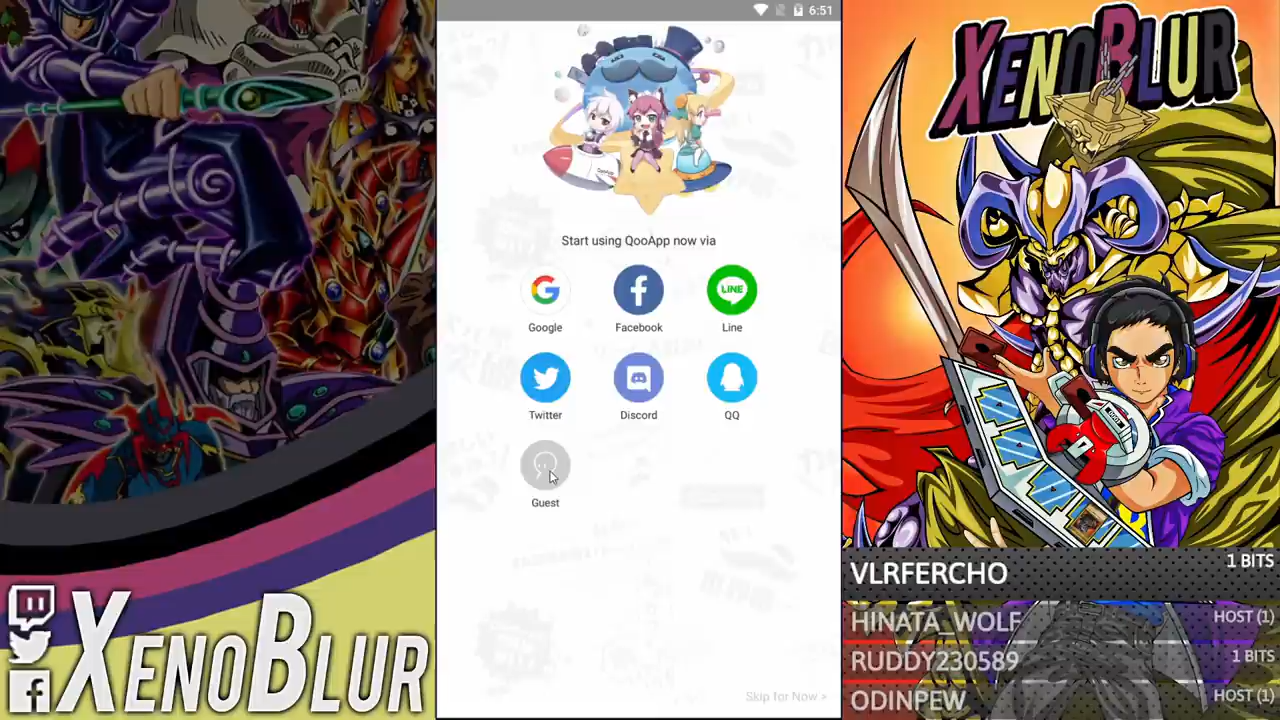 6:51
Start using QooApp now via
Google
Facebook
LINE
Line
Twitter
Discord
QQ
Guest
Skip for Now >
XENOBLUR
XENOBLUR
VLRFERCHO
1 BITS
HINATA_WOLF
HOST (1)
RUDDY230589
1 BITS
ODINPEW
HOST (1)